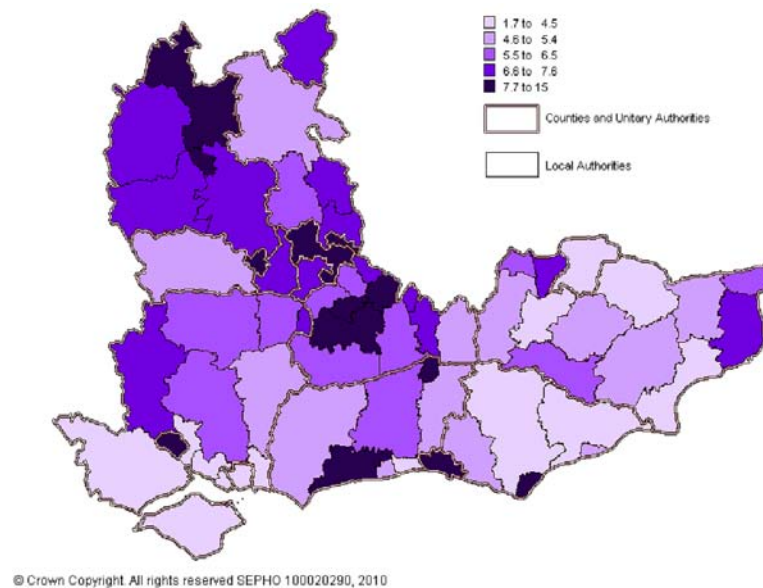 1.7 to 4.5
4.6 to 5.4
5.5 to 6.5
6.6 to 7.6
7.7 to 15
Counties and Unitary Authorities
Local Authorities
© Crown Copyright. All rights reserved SEPHO 100020290, 2010